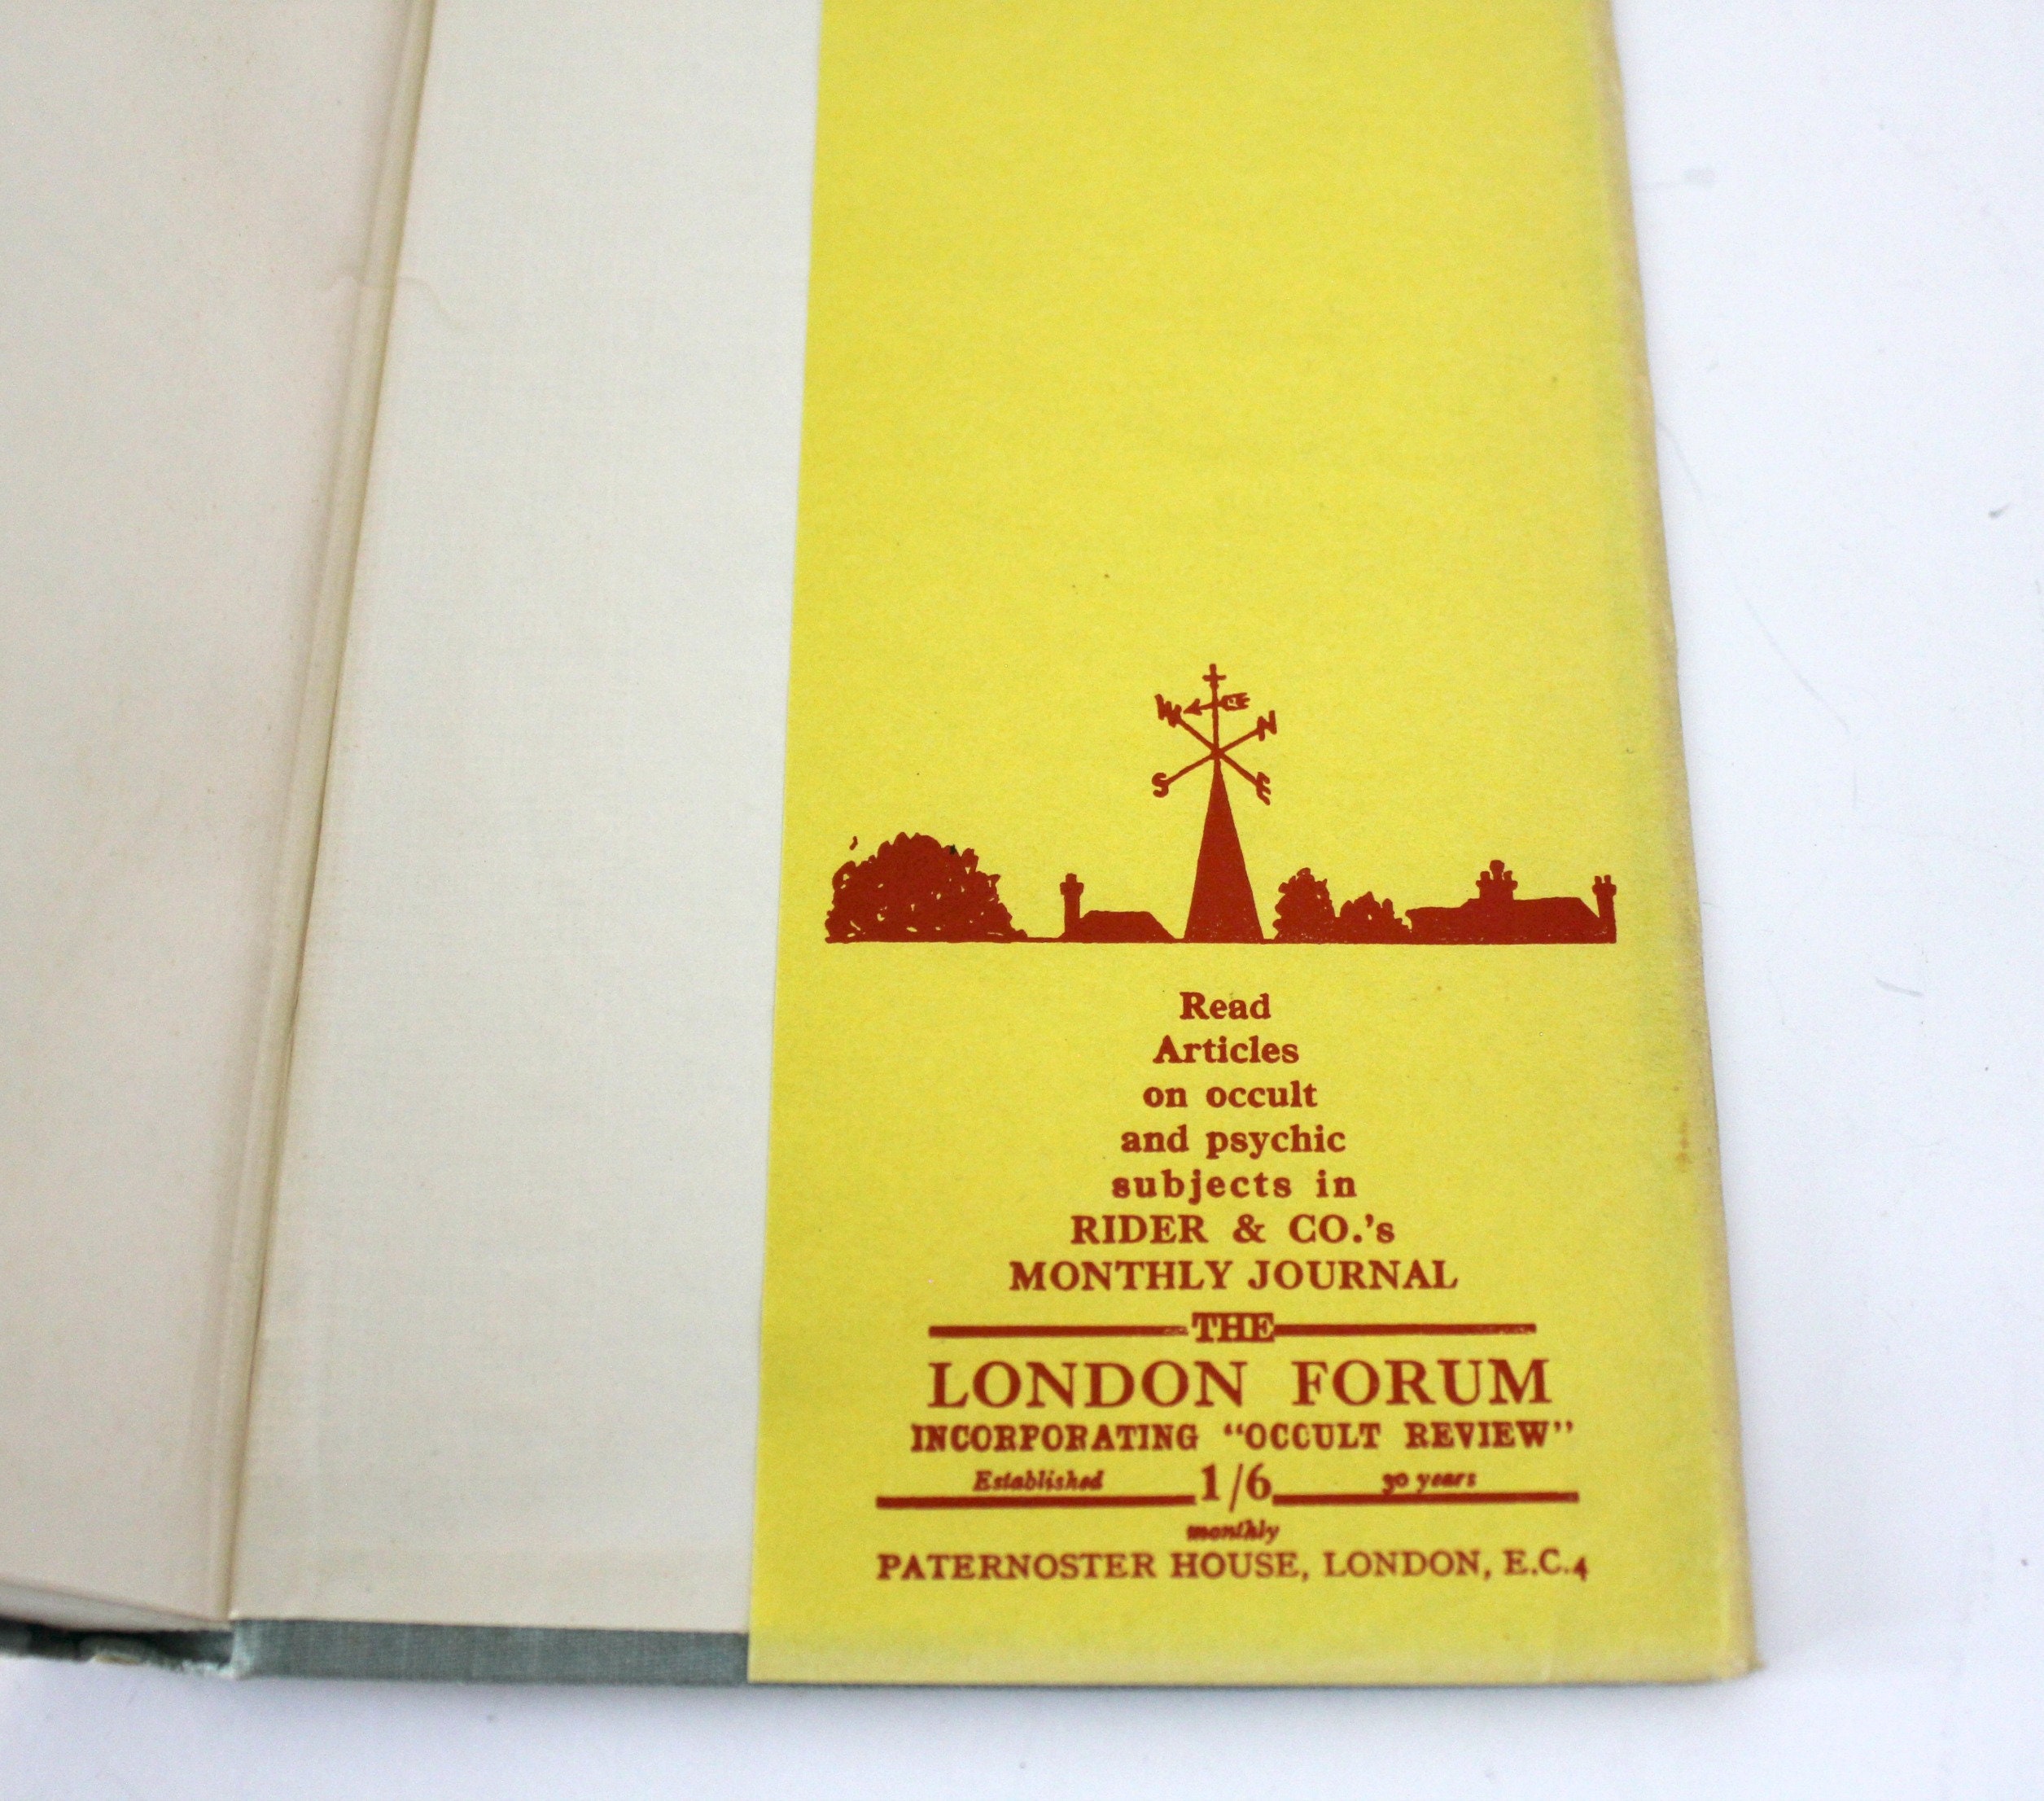 W
N
S
E
Read
Articles
on occult
and psychic
subjects in
RIDER & CO.'s
MONTHLY JOURNAL
THE
LONDON FORUM
INCORPORATING "OCCULT REVIEW"
Established 1/6 30 years
monthly
PATERNOSTER HOUSE, LONDON, E.C.4